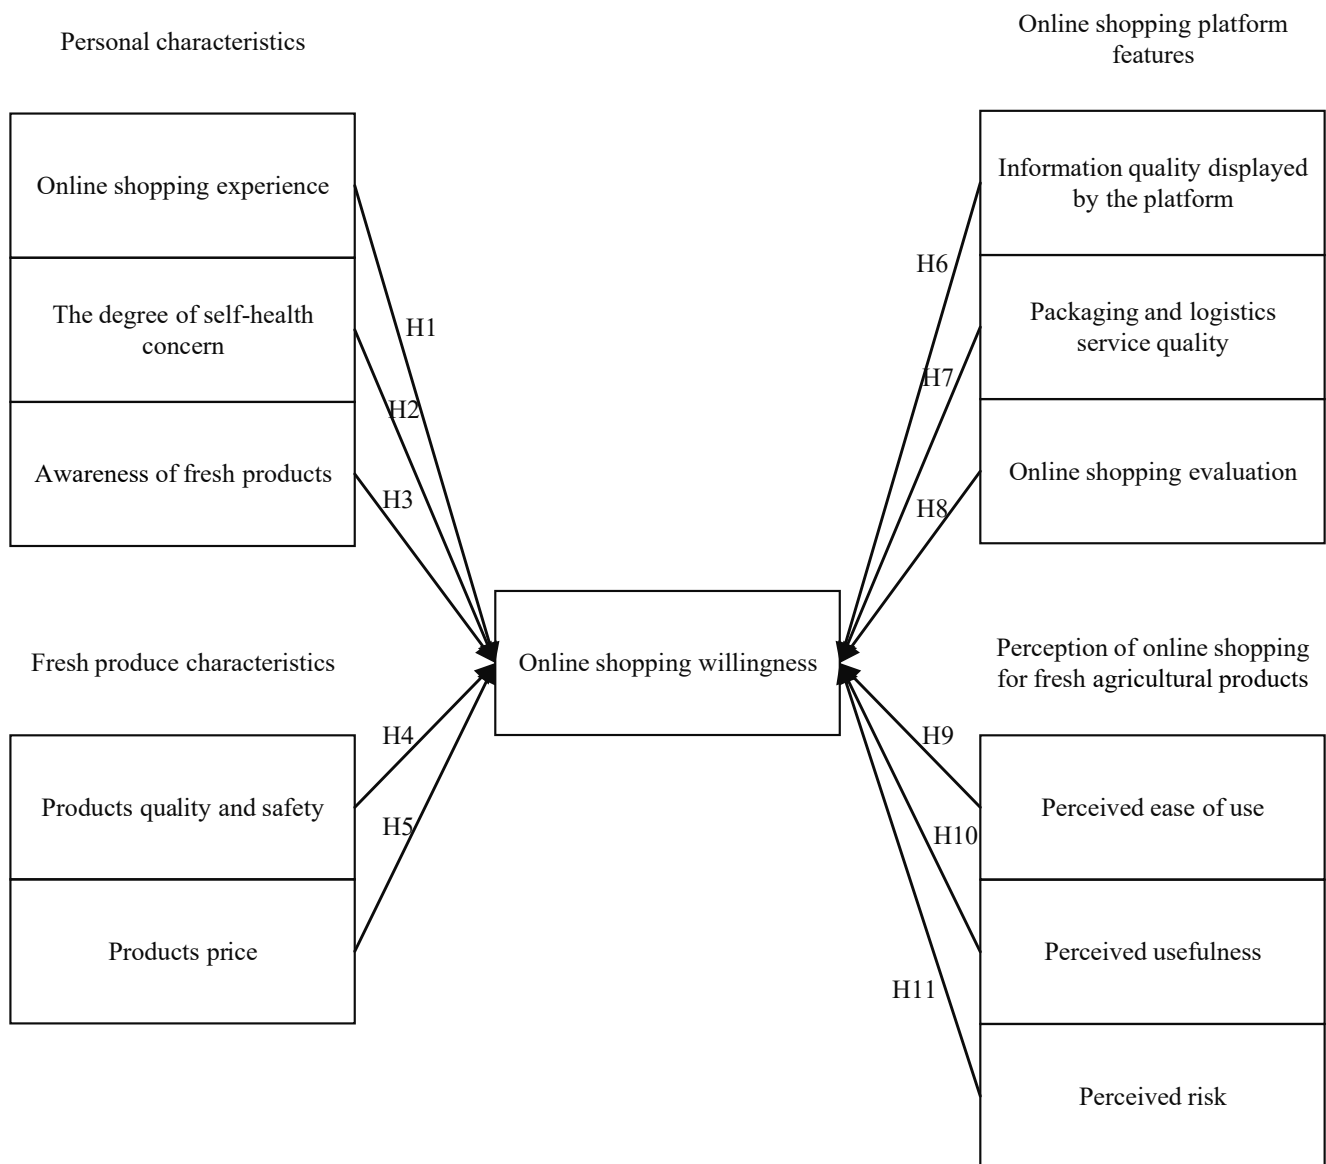 Personal characteristics
Online shopping experience
The degree of self-health
concern
Awareness of fresh products
H1
H2
H3
Fresh produce characteristics
Products quality and safety
Products price
H4
H5
Online shopping willingness
Online shopping platform
features
Information quality displayed
by the platform
Packaging and logistics
service quality
Online shopping evaluation
H6
H7
H8
Perception of online shopping
for fresh agricultural products
Perceived ease of use
Perceived usefulness
Perceived risk
H9
H10
H11